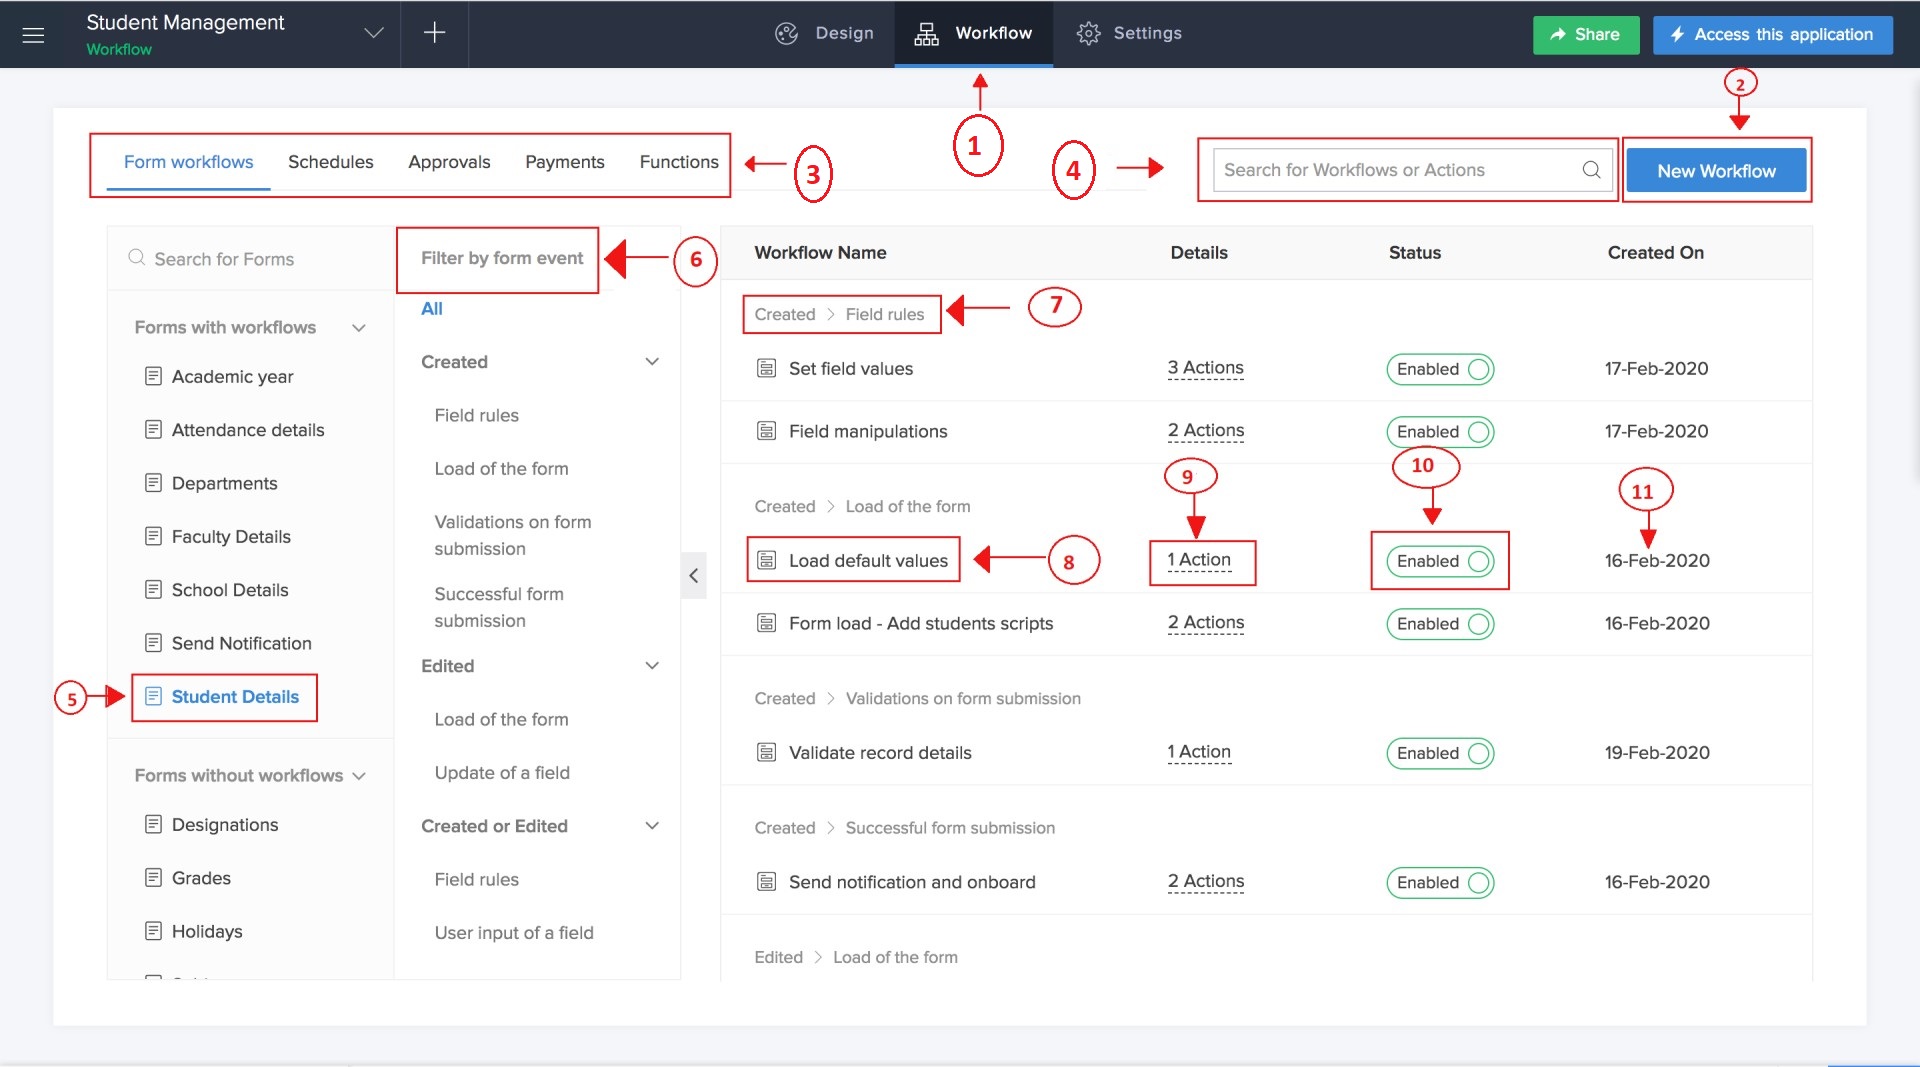 Student Management
Workflow
Design
Workflow
Settings
Share
Access this application
1
2
Form workflows Schedules Approvals Payments Functions
3
4
Search for Workflows or Actions
New Workflow
Search for Forms
Forms with workflows
Academic year
Attendance details
Departments
Faculty Details
School Details
Send Notification
5
Student Details
Forms without workflows
Designations
Grades
Holidays
Filter by form event
6
All
Created
Field rules
Load of the form
Validations on form
submission
Successful form
submission
Edited
Load of the form
Update of a field
Created or Edited
Field rules
User input of a field
Workflow Name Details Status Created On
Created > Field rules
7
Set field values 3 Actions Enabled 17-Feb-2020
Field manipulations 2 Actions Enabled 17-Feb-2020
9
10
11
Created > Load of the form
Load default values 8 1 Action Enabled 16-Feb-2020
Form load - Add students scripts 2 Actions Enabled 16-Feb-2020
Created > Validations on form submission
Validate record details 1 Action Enabled 19-Feb-2020
Created > Successful form submission
Send notification and onboard 2 Actions Enabled 16-Feb-2020
Edited > Load of the form